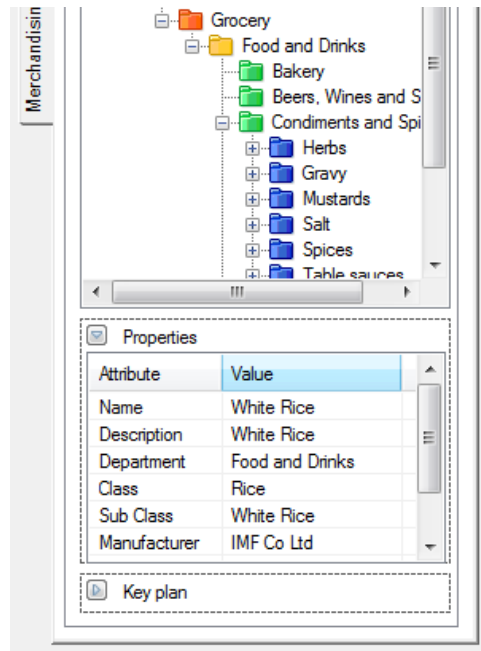 Merchandisin
Grocery
Food and Drinks
Bakery
Beers, Wines and S
Condiments and Spi
Herbs
Gravy
Mustards
Salt
Spices
Table sauces
Properties
Attribute Value
Name White Rice
Description White Rice
Department Food and Drinks
Class Rice
Sub Class White Rice
Manufacturer IMF Co Ltd
Key plan